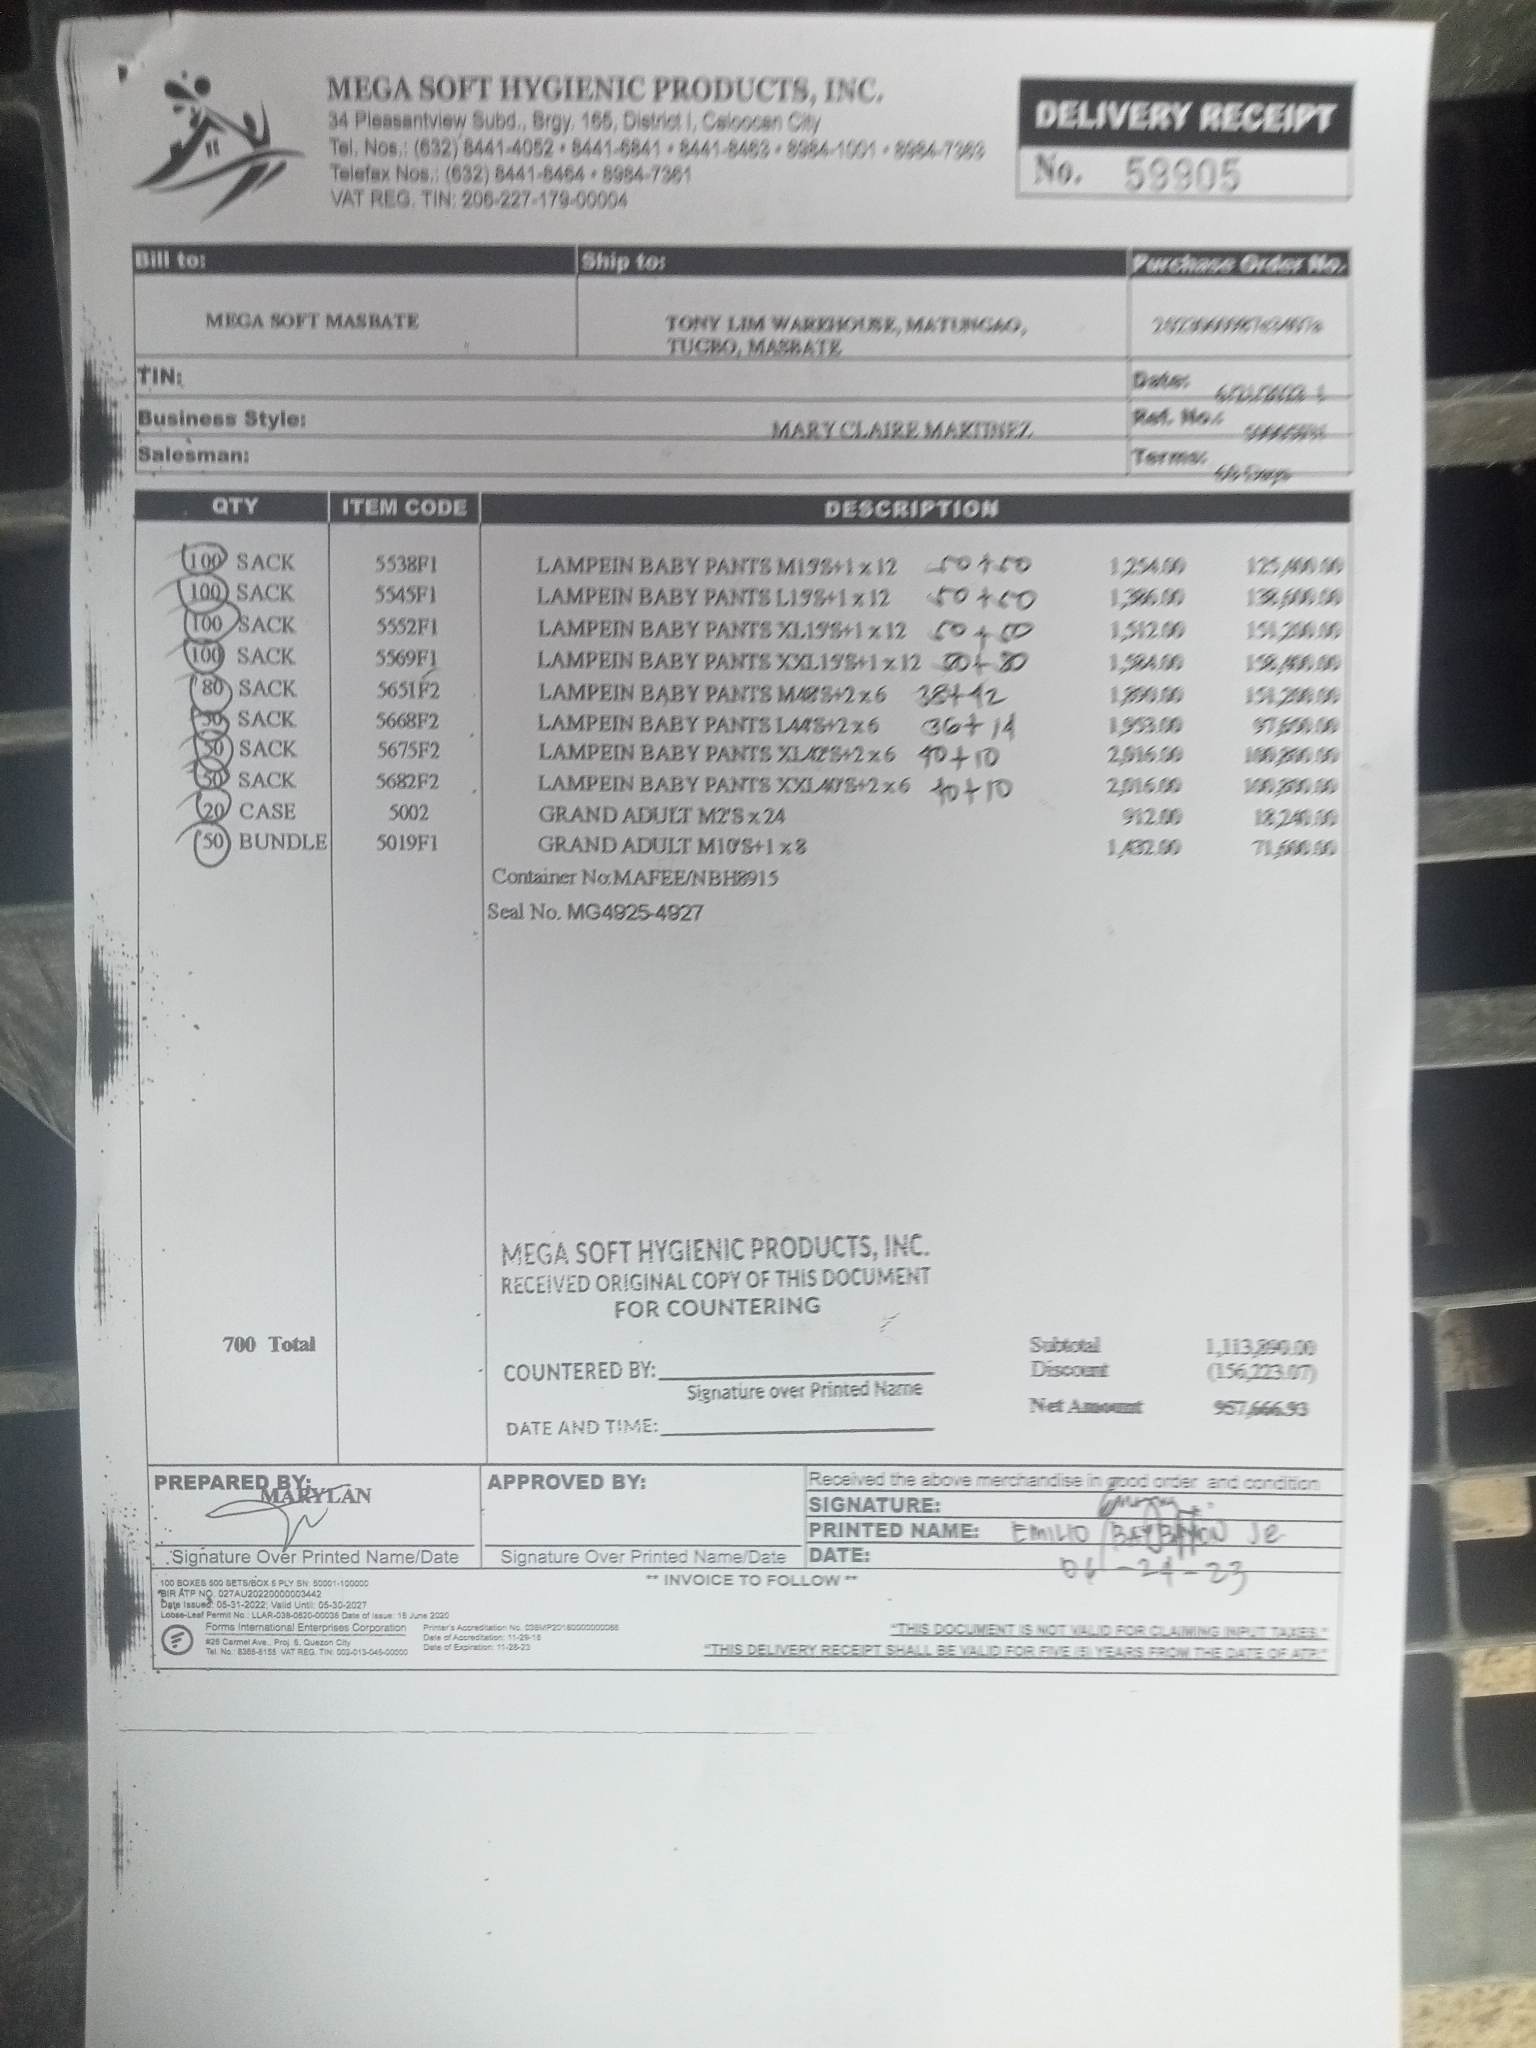 MEGA SOFT HYGIENIC PRODUCTS, INC.
34 Pleasantview Subd., Brgy. 165, District I, Caloocan City
Tel. Nos.: (632) 8441-4052 • 8441-6841 • 8441-8463 • 8984-1001 • 8984-7363
Telefax Nos.: (632) 8441-8464 • 8984-7361
VAT REG. TIN: 206-227-179-00004
DELIVERY RECEIPT
No. 59905
Bill to: Ship to: Purchase Order No.
MEGA SOFT MASBATE TONY LIM WAREHOUSE, MATUNGAO,
TUGBO, MASBATE
TIN: Date:
Business Style: MARY CLAIRE MARTINEZ Ref. No.:
Salesman: Terms:
QTY ITEM CODE DESCRIPTION
100 SACK 5538F1 LAMPEIN BABY PANTS M19'S+1 x 12 50+50 1,254.00 125,400.00
100 SACK 5545F1 LAMPEIN BABY PANTS L19'S+1 x 12 50+50 1,386.00 138,600.00
100 SACK 5552F1 LAMPEIN BABY PANTS XL19'S+1 x 12 50+50 1,512.00 151,200.00
100 SACK 5569F1 LAMPEIN BABY PANTS XXL19'S+1 x 12 1,584.00 158,400.00
80 SACK 5651F2 LAMPEIN BABY PANTS M48'S+2 x 6 38+42 1,890.00 151,200.00
50 SACK 5668F2 LAMPEIN BABY PANTS L44'S+2 x 6 36+14 1,953.00 97,650.00
50 SACK 5675F2 LAMPEIN BABY PANTS XL42'S+2 x 6 40+10 2,016.00 100,800.00
50 SACK 5682F2 LAMPEIN BABY PANTS XXL40'S+2 x 6 40+10 2,016.00 100,800.00
20 CASE 5002 GRAND ADULT M2'S x 24 912.00 18,240.00
50 BUNDLE 5019F1 GRAND ADULT M10'S+1 x 8 1,432.00 71,600.00
Container No:MAFEE/NBH8915
Seal No. MG4925-4927
MEGA SOFT HYGIENIC PRODUCTS, INC.
RECEIVED ORIGINAL COPY OF THIS DOCUMENT
FOR COUNTERING
700 Total Subtotal 1,113,890.00
COUNTERED BY: Discount (156,223.07)
Signature over Printed Name
Net Amount 957,666.93
DATE AND TIME:
PREPARED BY: APPROVED BY: Received the above merchandise in good order and condition
MARYLAN
SIGNATURE:
PRINTED NAME: EMILIO BAYBAYON JR
Signature Over Printed Name/Date Signature Over Printed Name/Date DATE: 06-24-23
** INVOICE TO FOLLOW **
100 BOXES 500 SETS/BOX 5 PLY SN: 50001-100000
BIR ATP NO. 027AU20220000003442
Date Issued: 05-31-2022; Valid Until: 05-30-2027
Loose-Leaf Permit No.: LLAR-038-0620-00036 Date of Issue: 15 June 2020
Forms International Enterprises Corporation
#25 Carmel Ave., Proj. 6, Quezon City
Tel. No.: 8365-8155 VAT REG. TIN: 002-013-045-00000
Printer's Accreditation No.
Date of Accreditation: 11-29-18
Date of Expiration: 11-28-23
"THIS DOCUMENT IS NOT VALID FOR CLAIMING INPUT TAXES."
"THIS DELIVERY RECEIPT SHALL BE VALID FOR FIVE (5) YEARS FROM THE DATE OF ATP."